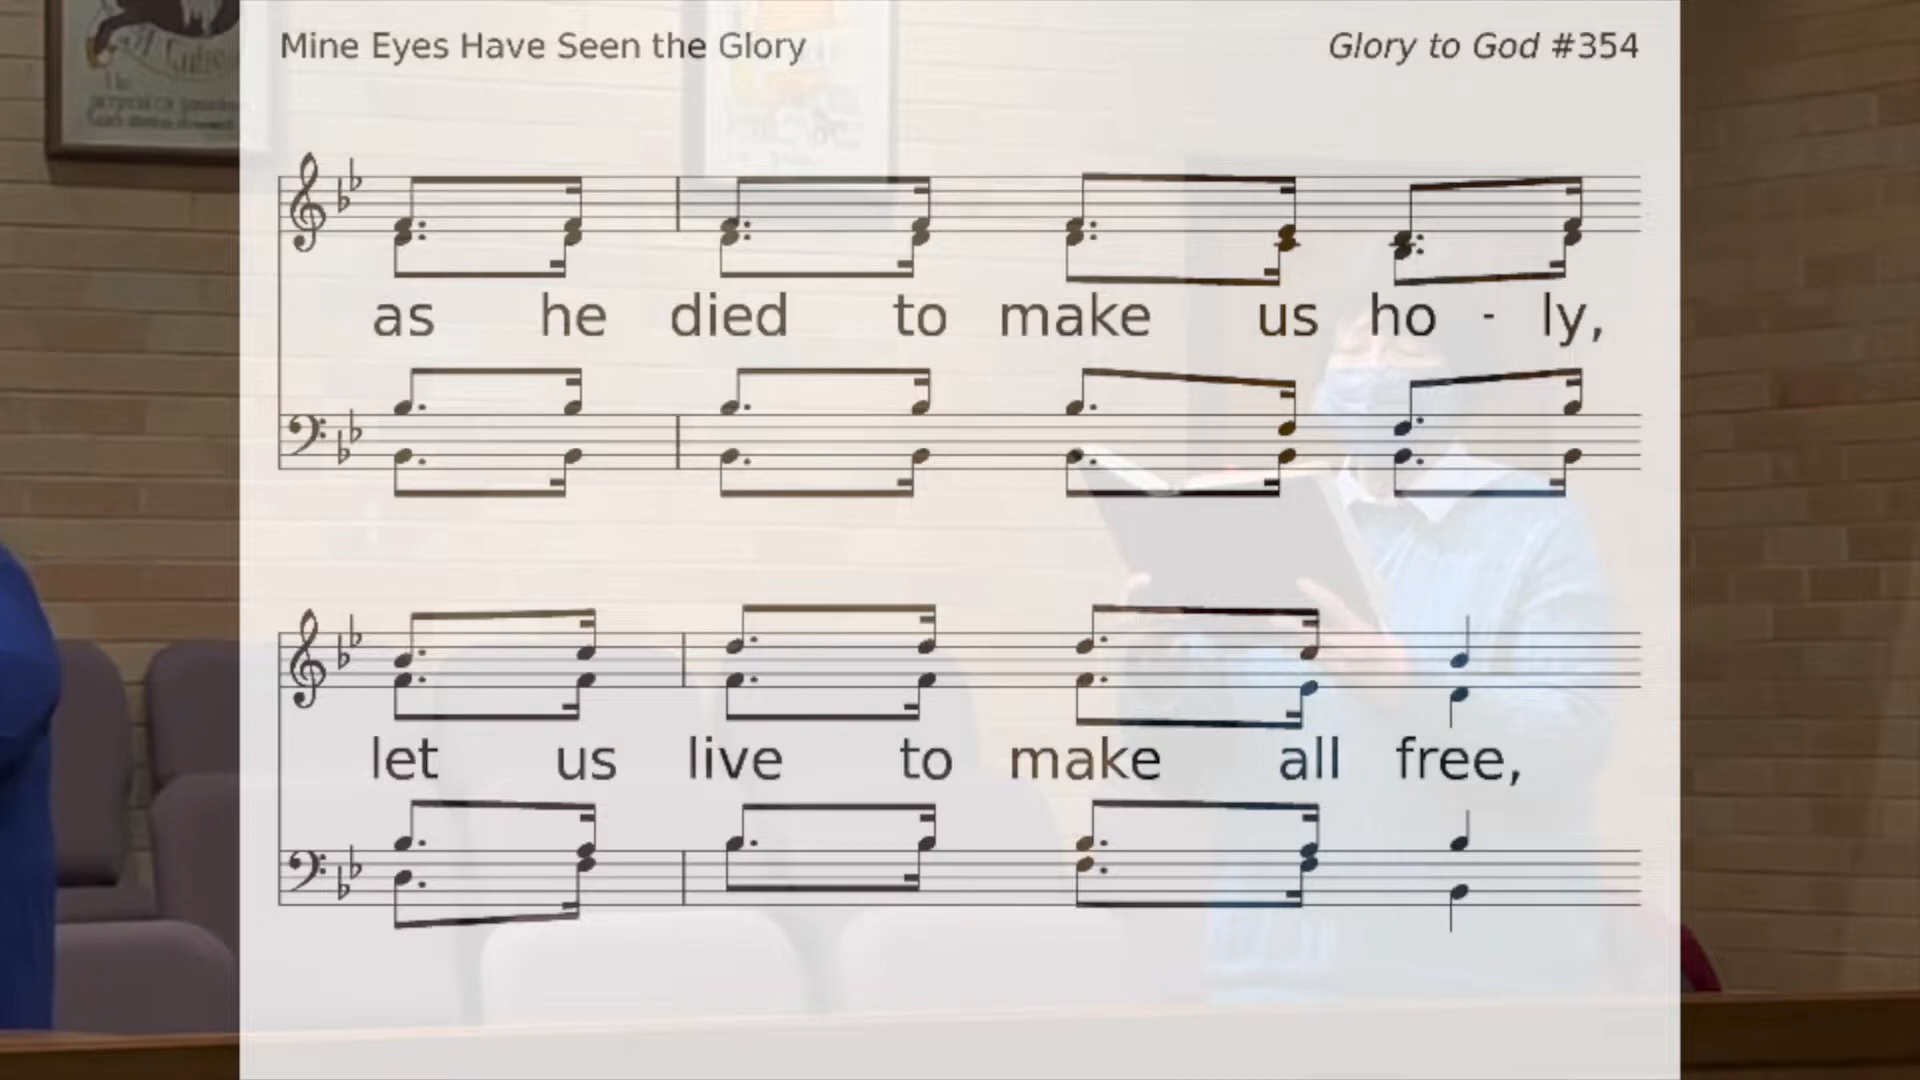 Mine Eyes Have Seen the Glory
Glory to God #354
as he died to make us ho - ly,
let us live to make all free,